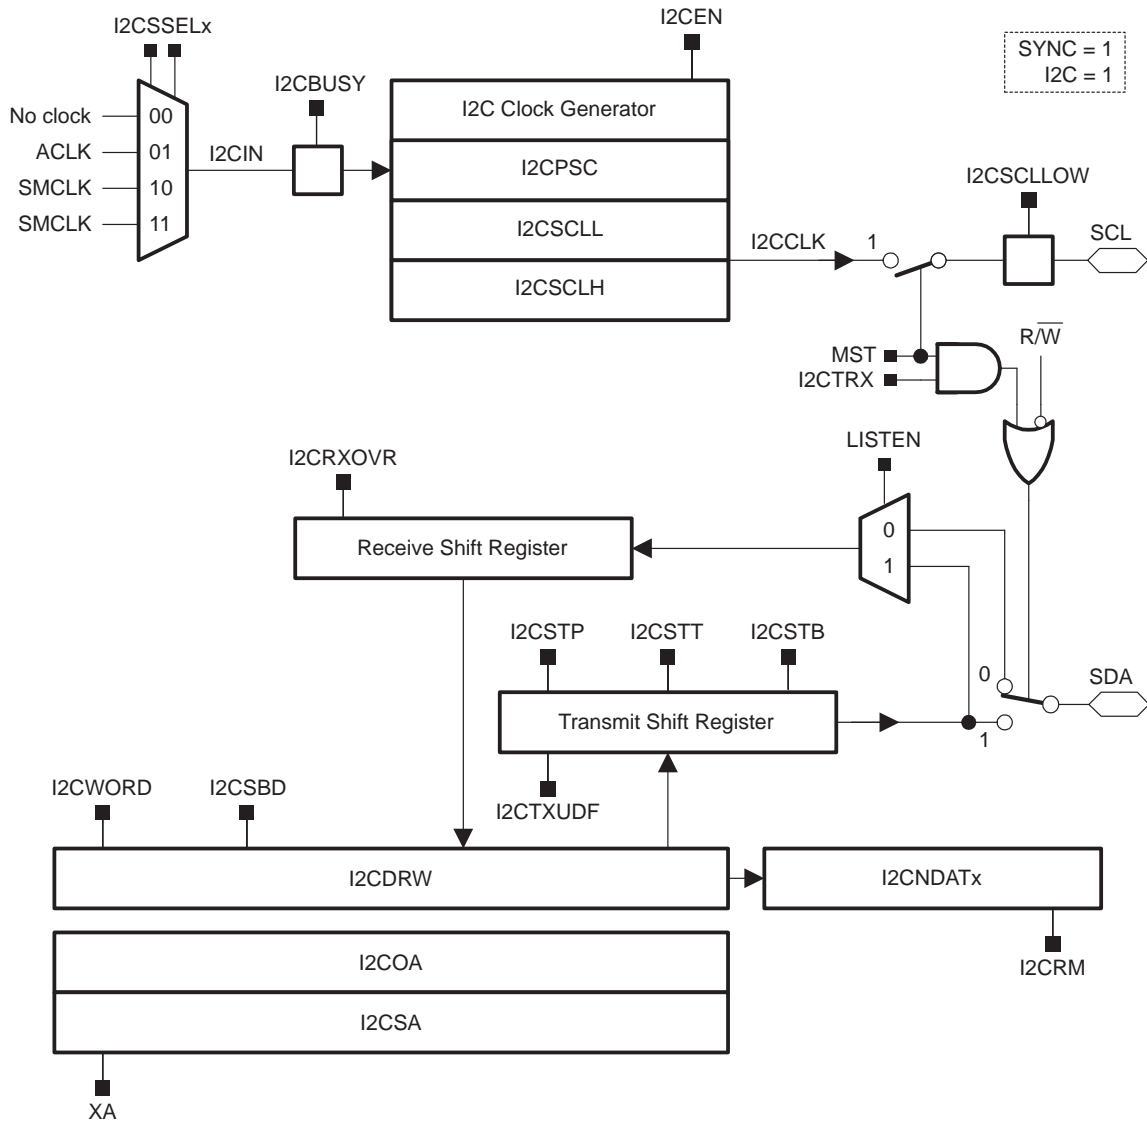 I2CSSELx
I2CEN
SYNC = 1
I2C = 1
I2CBUSY
No clock
00
ACLK
01
SMCLK
10
SMCLK
11
I2CIN
I2C Clock Generator
I2CPSC
I2CSCLL
I2CSCLH
I2CCLK
1
I2CSCLLOW
SCL
MST
I2CTRX
R/W̅
LISTEN
0
1
I2CRXOVR
Receive Shift Register
I2CSTP
I2CSTT
I2CSTB
Transmit Shift Register
0
1
SDA
I2CTXUDF
I2CWORD
I2CSBD
I2CDRW
I2CNDATx
I2CRM
I2COA
I2CSA
XA